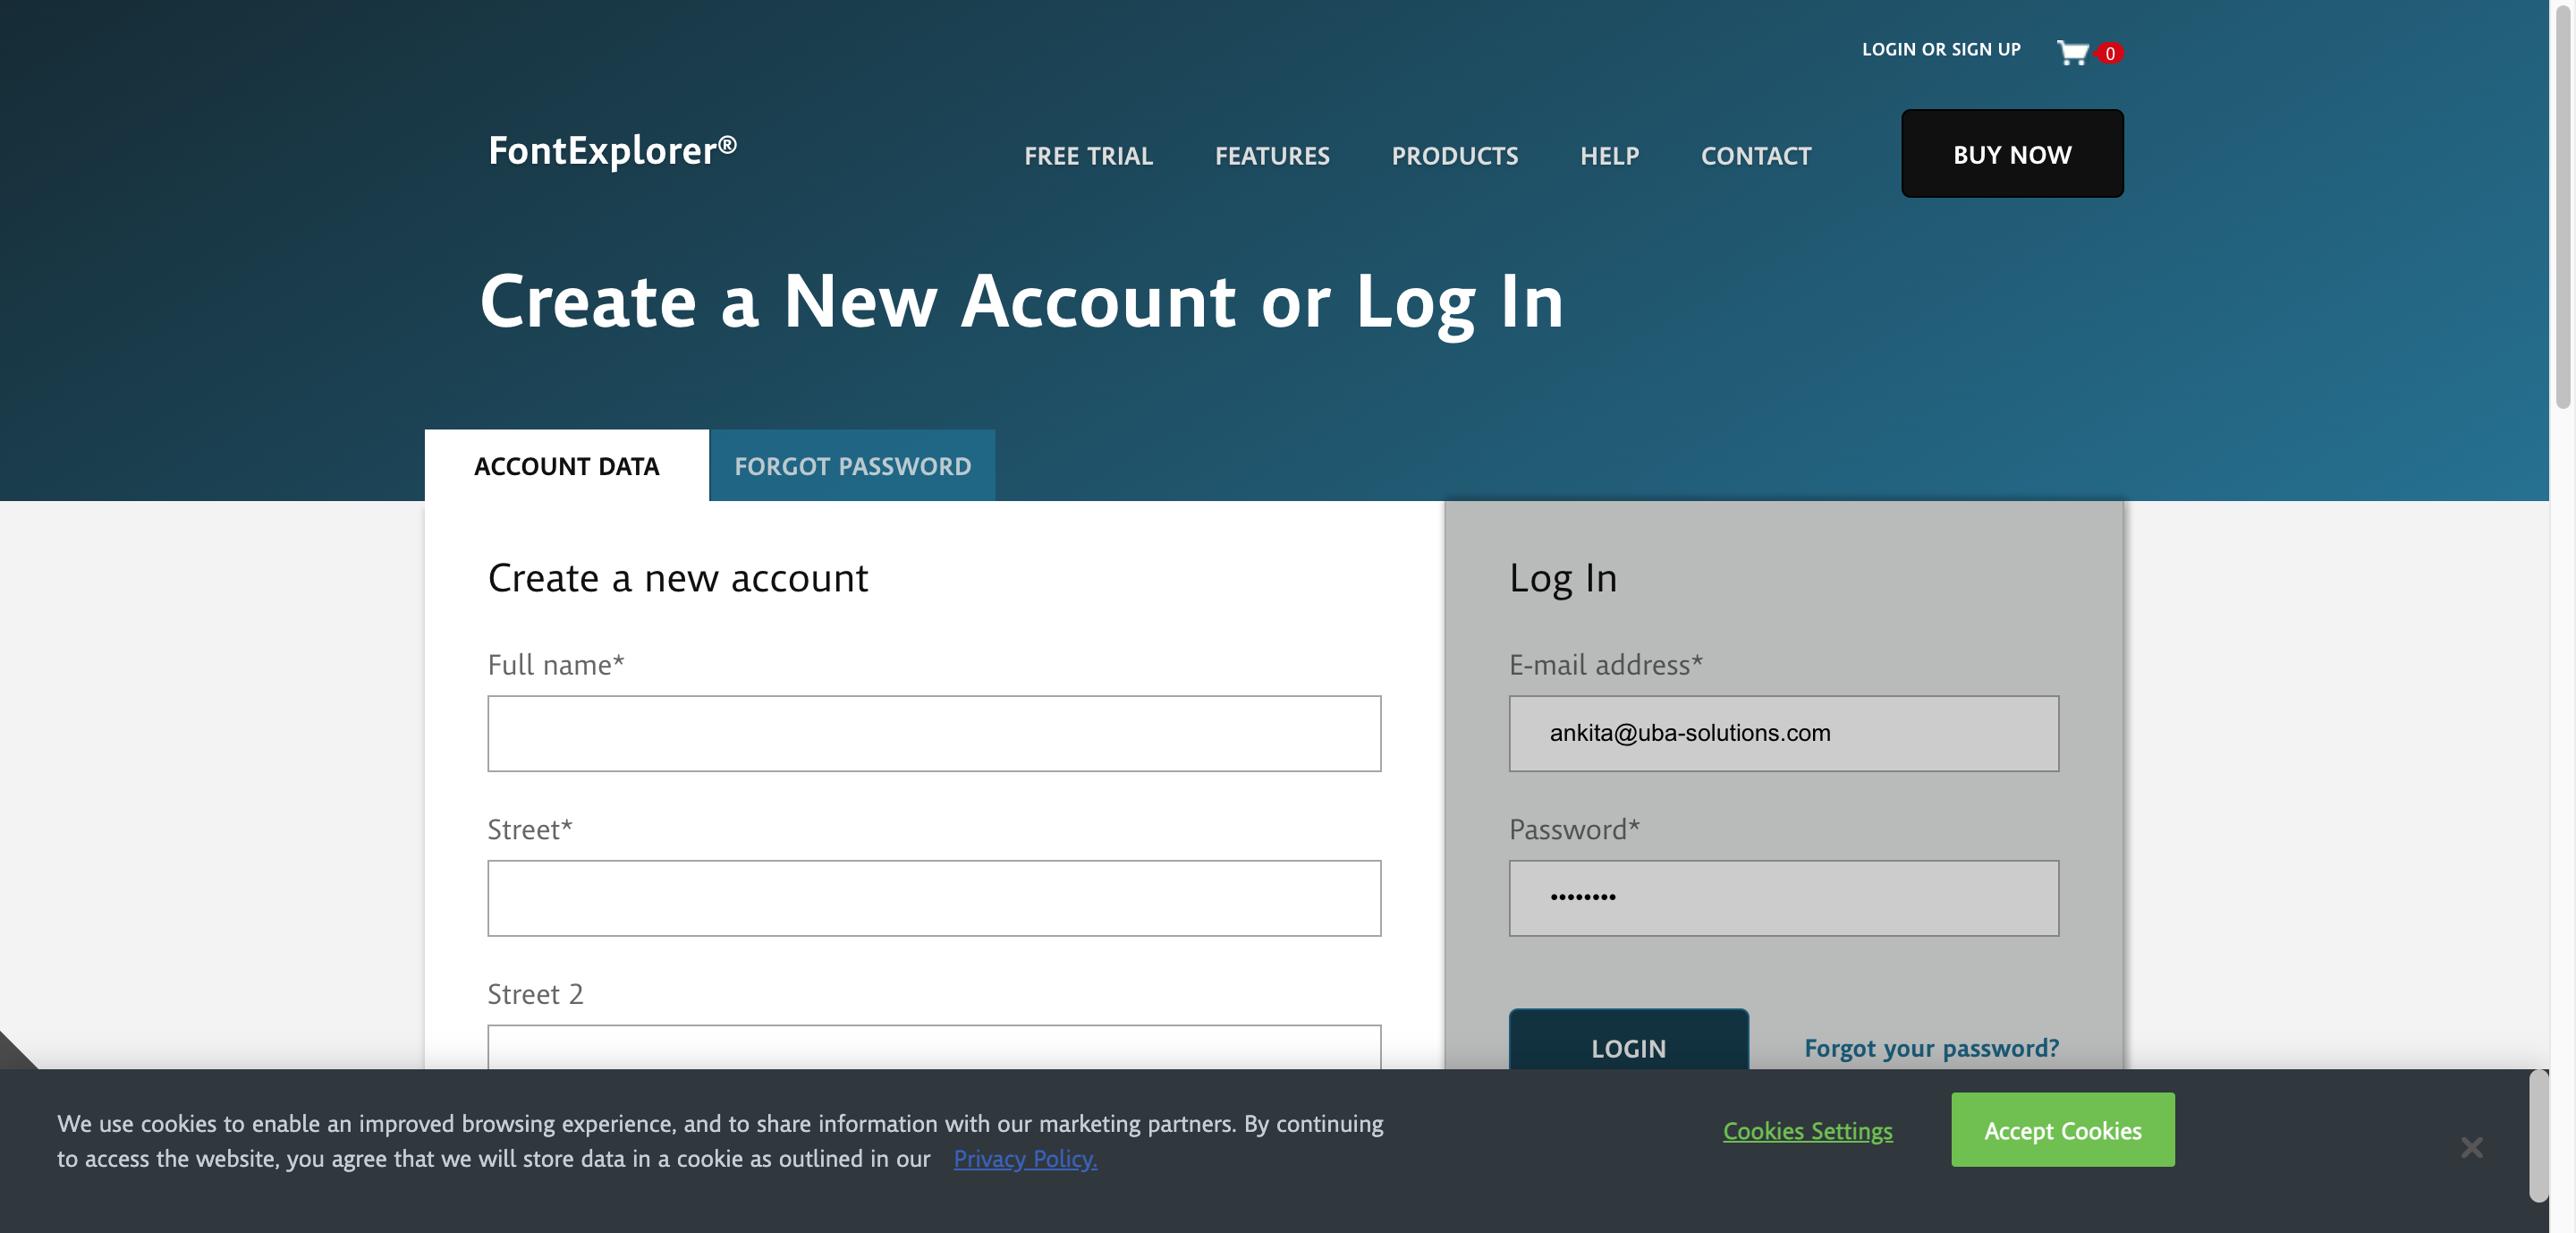 LOGIN OR SIGN UP
0
FontExplorer®
FREE TRIAL
FEATURES
PRODUCTS
HELP
CONTACT
BUY NOW
Create a New Account or Log In
ACCOUNT DATA
FORGOT PASSWORD
Create a new account
Full name*
Street*
Street 2
Log In
E-mail address*
ankita@uba-solutions.com
Password*
••••••••
LOGIN
Forgot your password?
We use cookies to enable an improved browsing experience, and to share information with our marketing partners. By continuing
to access the website, you agree that we will store data in a cookie as outlined in our Privacy Policy.
Cookies Settings
Accept Cookies